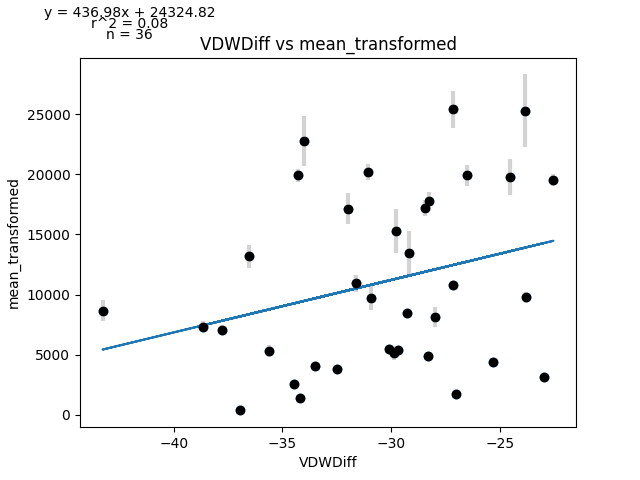 y = 436.98x + 24324.82
r^2 = 0.08
n = 36
VDWDiff vs mean_transformed
25000
20000
15000
10000
5000
0
mean_transformed
−40
−35
−30
−25
VDWDiff